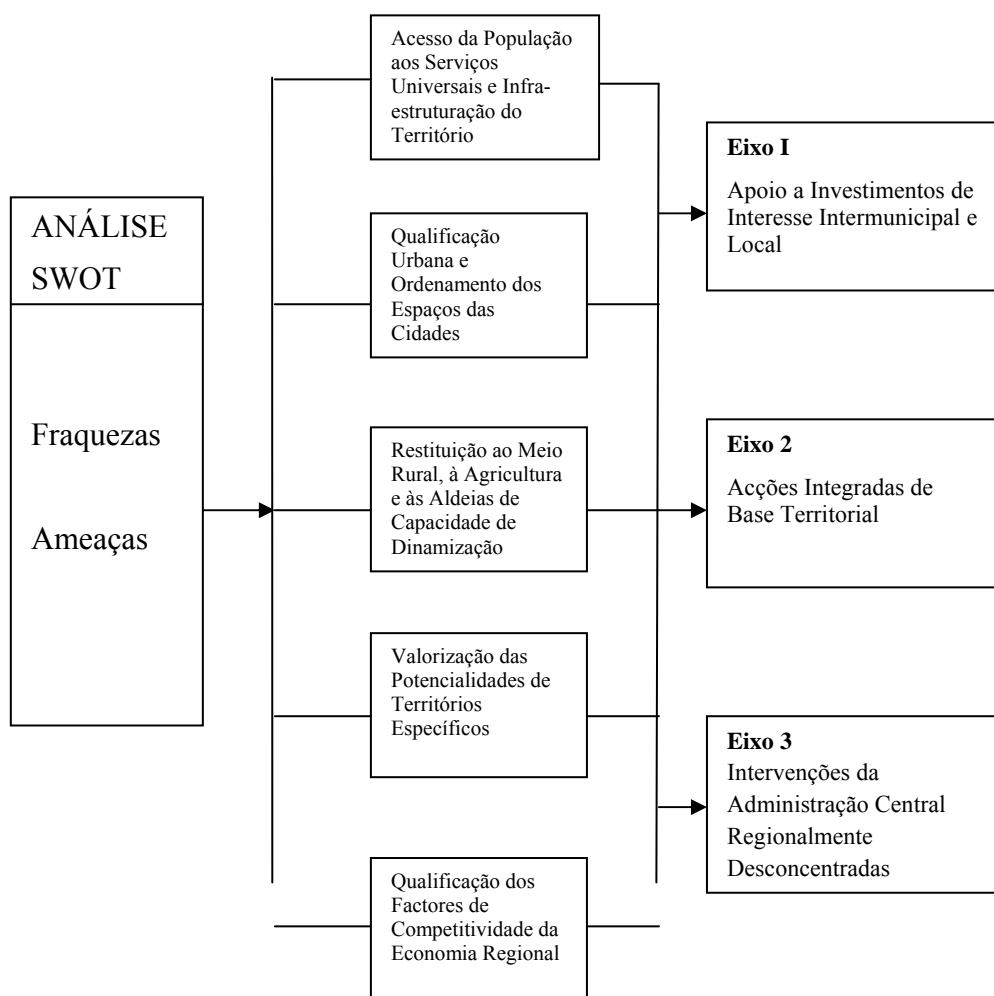 ANÁLISE
SWOT
Fraquezas
Ameaças
Acesso da População
aos Serviços
Universais e Infra-
estruturação do
Território
Qualificação
Urbana e
Ordenamento dos
Espaços das
Cidades
Restituição ao Meio
Rural, à Agricultura
e às Aldeias de
Capacidade de
Dinamização
Valorização das
Potencialidades de
Territórios
Específicos
Qualificação dos
Factores de
Competitividade da
Economia Regional
Eixo I
Apoio a Investimentos de
Interesse Intermunicipal e
Local
Eixo 2
Acções Integradas de
Base Territorial
Eixo 3
Intervenções da
Administração Central
Regionalmente
Desconcentradas